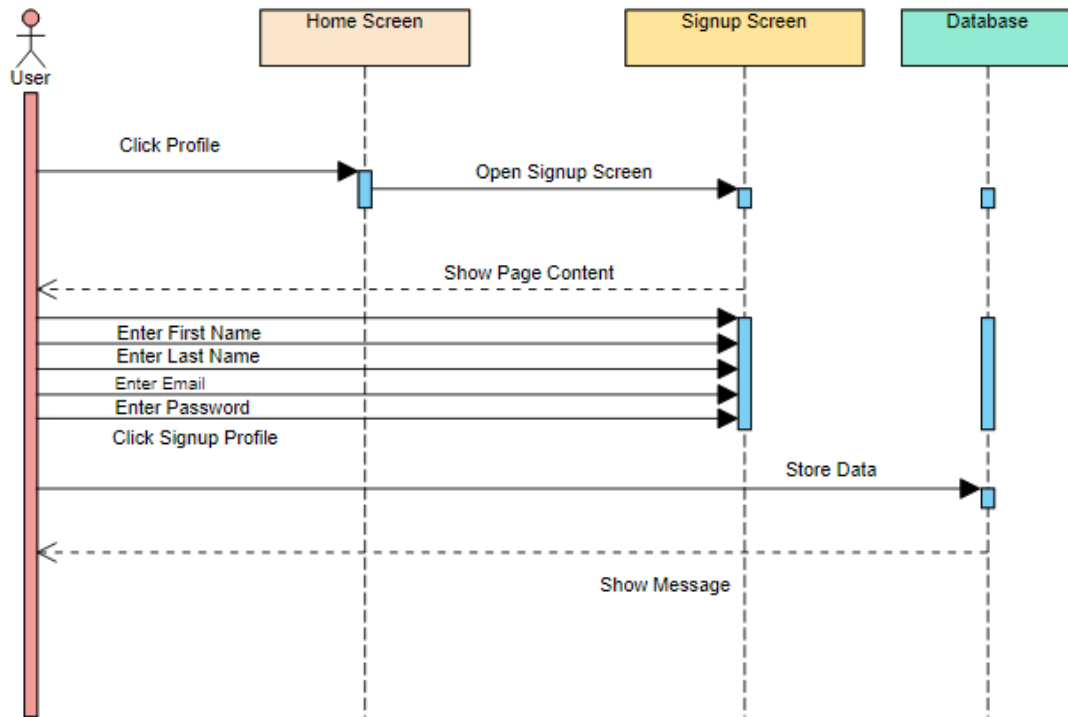 Home Screen
Signup Screen
Database
User
Click Profile
Open Signup Screen
Show Page Content
Enter First Name
Enter Last Name
Enter Email
Enter Password
Click Signup Profile
Store Data
Show Message